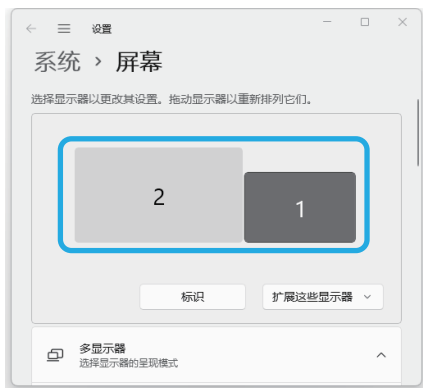 设置
系统 › 屏幕
选择显示器以更改其设置。拖动显示器以重新排列它们。
2
1
标识
扩展这些显示器
多显示器
选择显示器的呈现模式